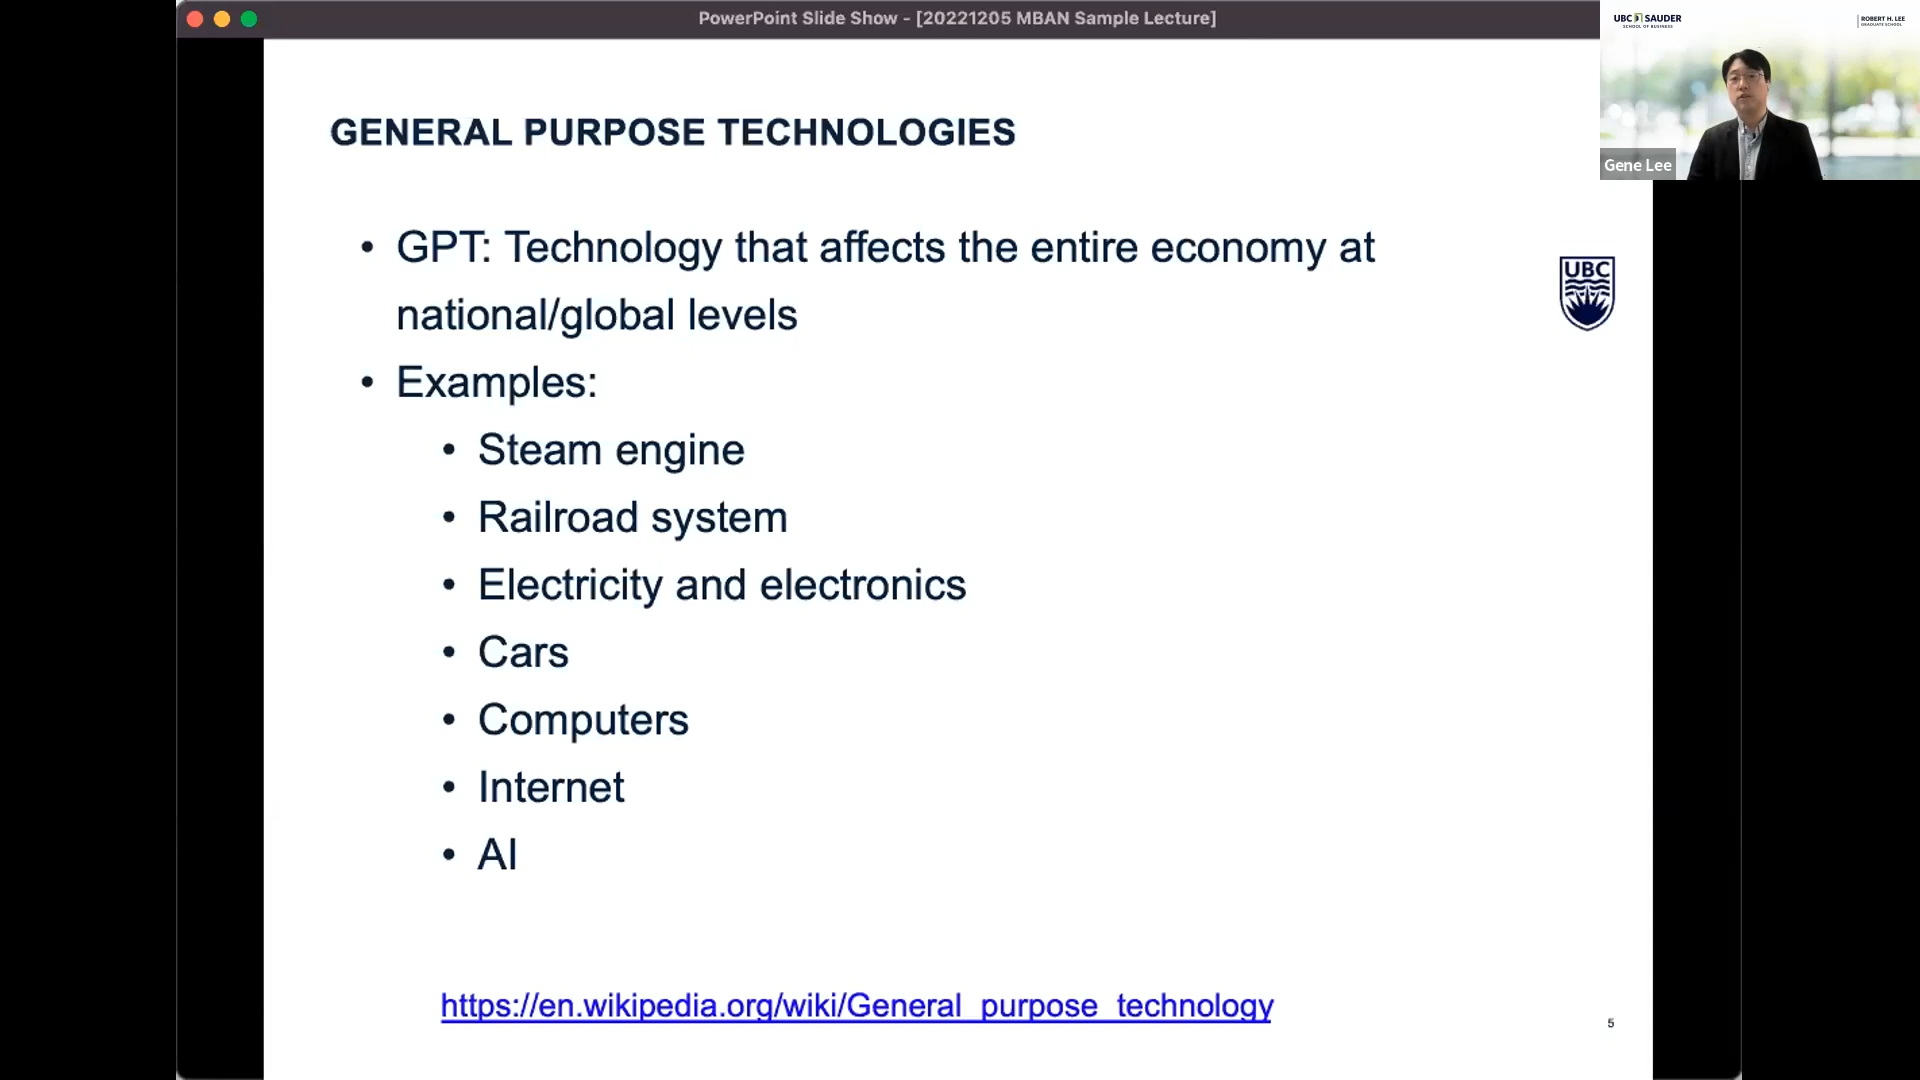 PowerPoint Slide Show - [20221205 MBAN Sample Lecture]
UBC SAUDER
SCHOOL OF BUSINESS
ROBERT H. LEE
GRADUATE SCHOOL
Gene Lee
GENERAL PURPOSE TECHNOLOGIES
• GPT: Technology that affects the entire economy at
national/global levels
UBC
• Examples:
• Steam engine
• Railroad system
• Electricity and electronics
• Cars
• Computers
• Internet
• AI
https://en.wikipedia.org/wiki/General_purpose_technology
5